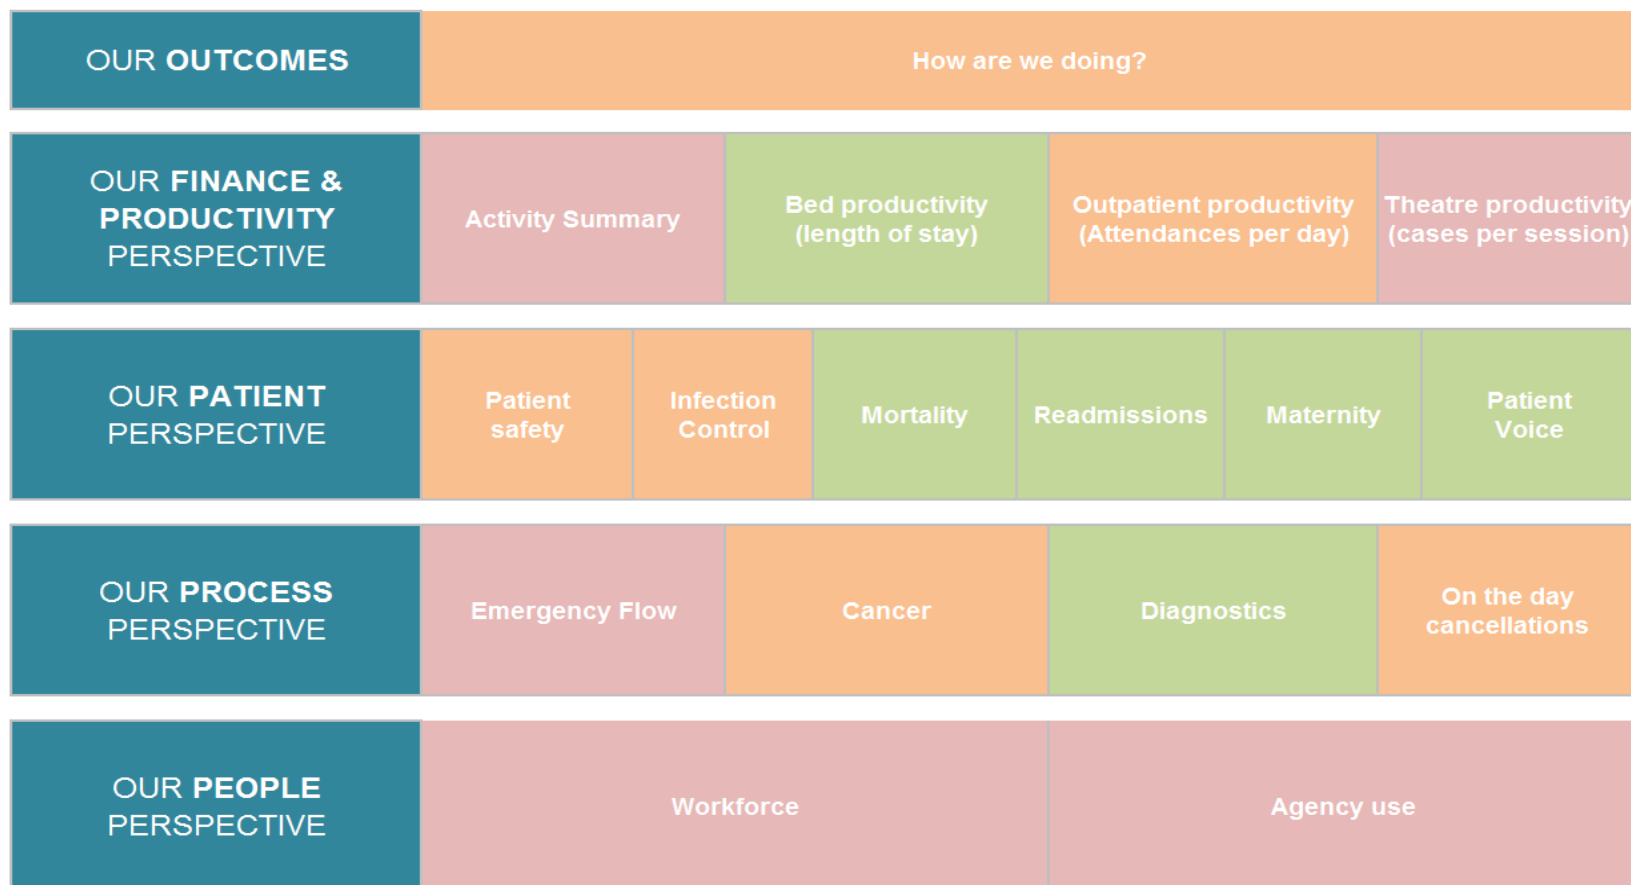 OUR OUTCOMES
How are we doing?
OUR FINANCE &
PRODUCTIVITY
PERSPECTIVE
Activity Summary
Bed productivity
(length of stay)
Outpatient productivity
(Attendances per day)
Theatre productivity
(cases per session)
OUR PATIENT
PERSPECTIVE
Patient
safety
Infection
Control
Mortality
Readmissions
Maternity
Patient
Voice
OUR PROCESS
PERSPECTIVE
Emergency Flow
Cancer
Diagnostics
On the day
cancellations
OUR PEOPLE
PERSPECTIVE
Workforce
Agency use